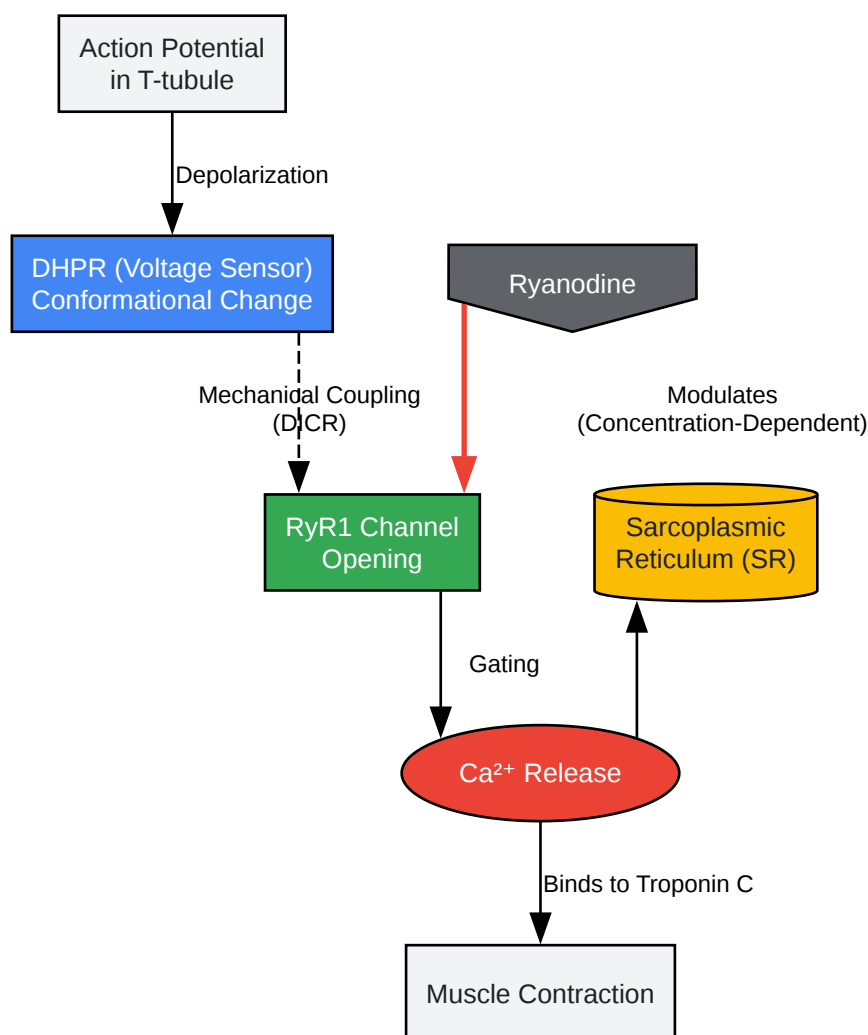 Action Potential
in T-tubule
Depolarization
DHPR (Voltage Sensor)
Conformational Change
Ryanodine
Mechanical Coupling
(DICR)
Modulates
(Concentration-Dependent)
RyR1 Channel
Opening
Sarcoplasmic
Reticulum (SR)
Gating
Ca²⁺ Release
Binds to Troponin C
Muscle Contraction